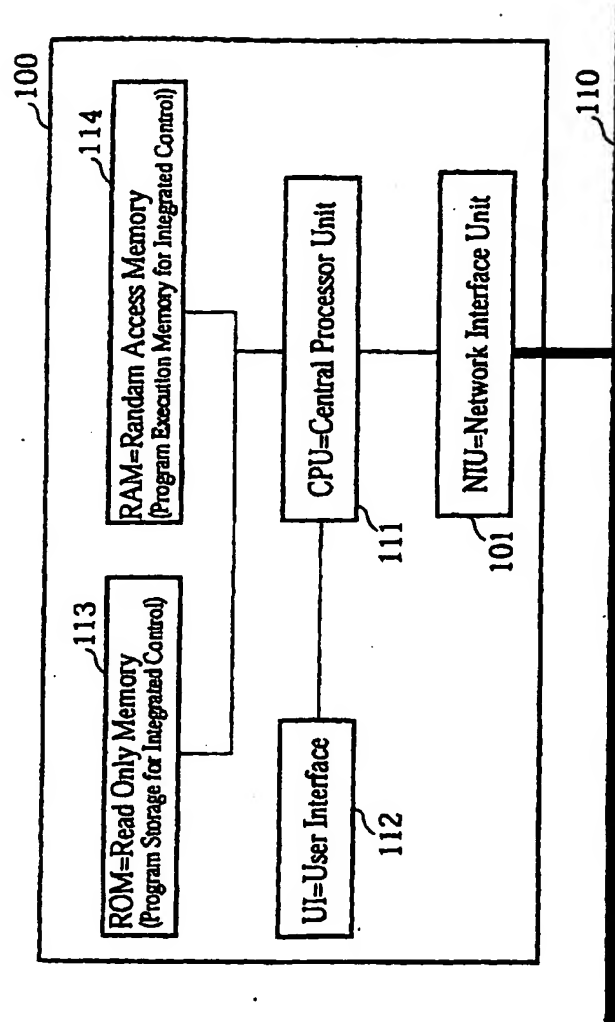 100
113
ROM=Read Only Memory
(Program Storage for Integrated Control)
114
RAM=Randam Access Memory
(Program Execution Memory for Integrated Control)
UI=User Interface
112
CPU=Central Processor Unit
111
NIU=Network Interface Unit
101
110